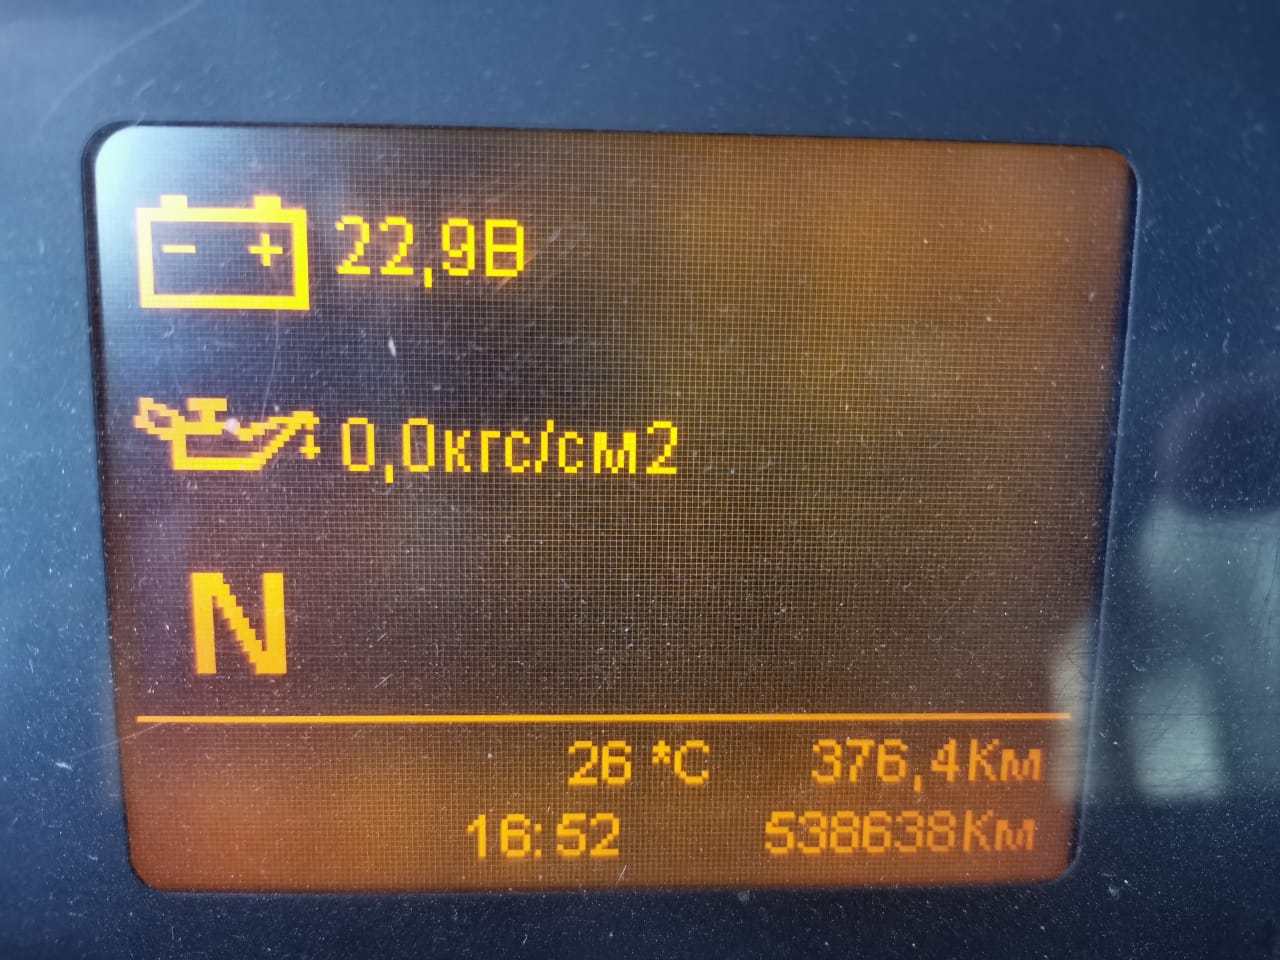 - +
22,9В
0,0кгс/см2
N
26 *C 376,4Км
16:52 538638Км